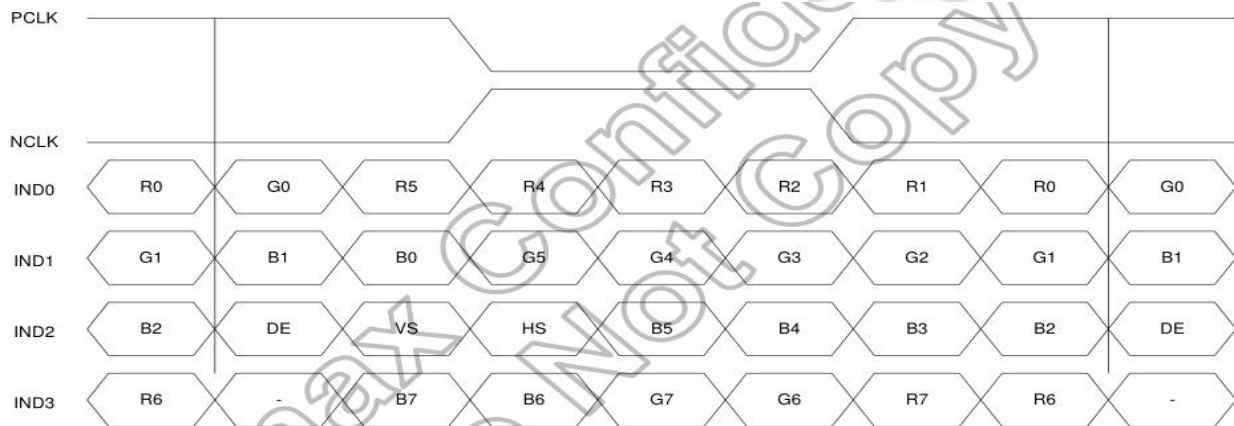 PCLK
NCLK
IND0 R0 G0 R5 R4 R3 R2 R1 R0 G0
IND1 G1 B1 B0 G5 G4 G3 G2 G1 B1
IND2 B2 DE VS HS B5 B4 B3 B2 DE
IND3 R6 - B7 B6 G7 G6 R7 R6 -
Not Copy